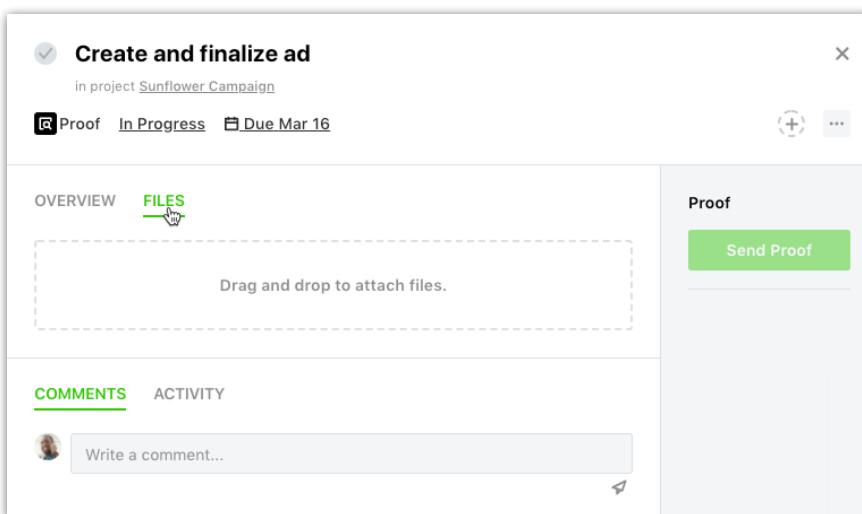 Create and finalize ad
in project Sunflower Campaign
Proof In Progress Due Mar 16
OVERVIEW FILES
Proof
Send Proof
Drag and drop to attach files.
COMMENTS ACTIVITY
Write a comment...